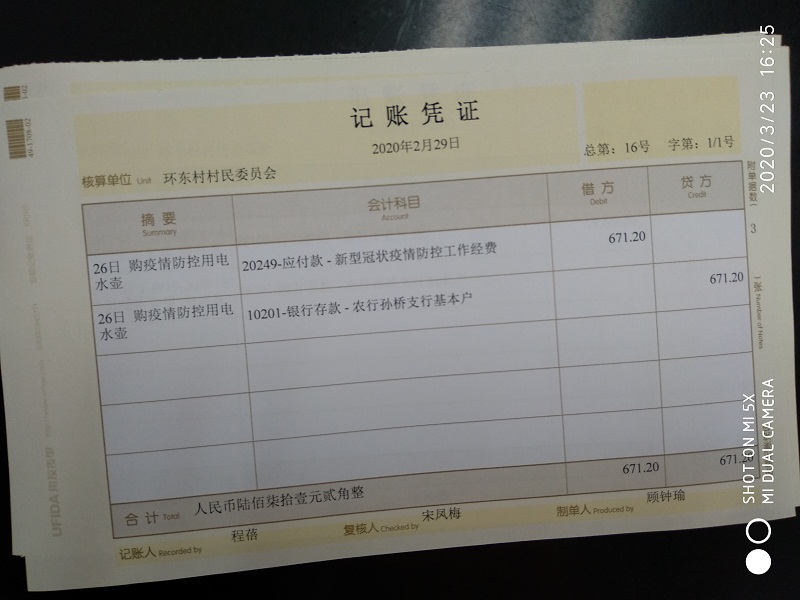 记账凭证
2020年2月29日
总第：16号 字第：1/1号
核算单位 Unit 环东村村民委员会
摘要 会计科目 借方 贷方
Summary Account Debit Credit
26日 购疫情防控用电 20249-应付款 - 新型冠状疫情防控工作经费 671.20
水壶
26日 购疫情防控用电 10201-银行存款 - 农行孙桥支行基本户 671.20
水壶
合计 Total 人民币陆佰柒拾壹元贰角整 671.20 671.20
记账人 Recorded by 程蓓 复核人 Checked by 宋凤梅 制单人 Produced by 顾钟瑜
3
Number of Notes
UFIDA
2020/3/23 16:25
SHOT ON MI 5X
MI DUAL CAMERA